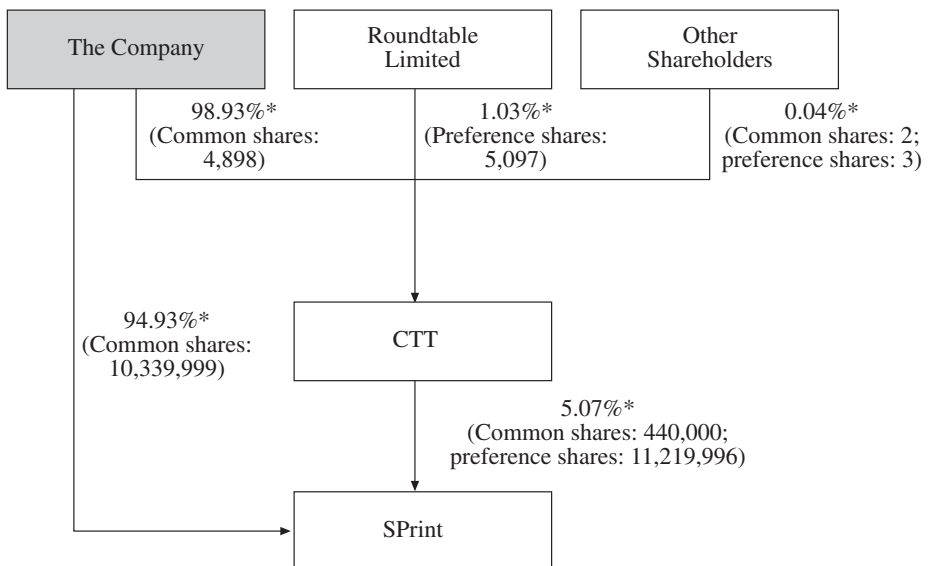 The Company
Roundtable
Limited
Other
Shareholders
98.93%*
(Common shares:
4,898)
1.03%*
(Preference shares:
5,097)
0.04%*
(Common shares: 2;
preference shares: 3)
94.93%*
(Common shares:
10,339,999)
CTT
5.07%*
(Common shares: 440,000;
preference shares: 11,219,996)
SPrint